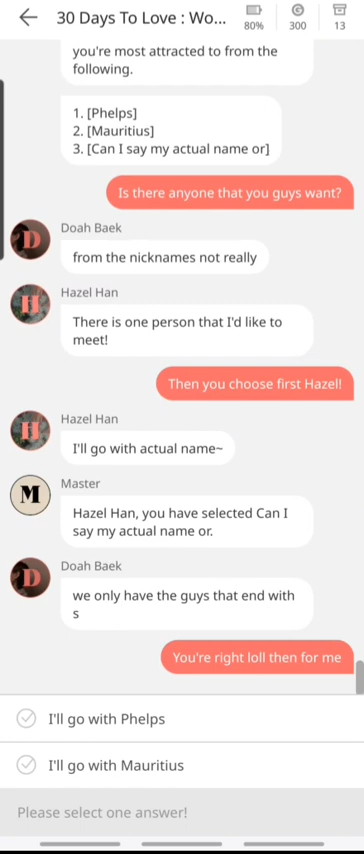 30 Days To Love : Wo...
80%
300
13
you're most attracted to from the
following.
1. [Phelps]
2. [Mauritius]
3. [Can I say my actual name or]
Is there anyone that you guys want?
D
Doah Baek
from the nicknames not really
H
Hazel Han
There is one person that I'd like to
meet!
Then you choose first Hazel!
H
Hazel Han
I'll go with actual name~
M
Master
Hazel Han, you have selected Can I
say my actual name or.
D
Doah Baek
we only have the guys that end with
s
You're right loll then for me
I'll go with Phelps
I'll go with Mauritius
Please select one answer!